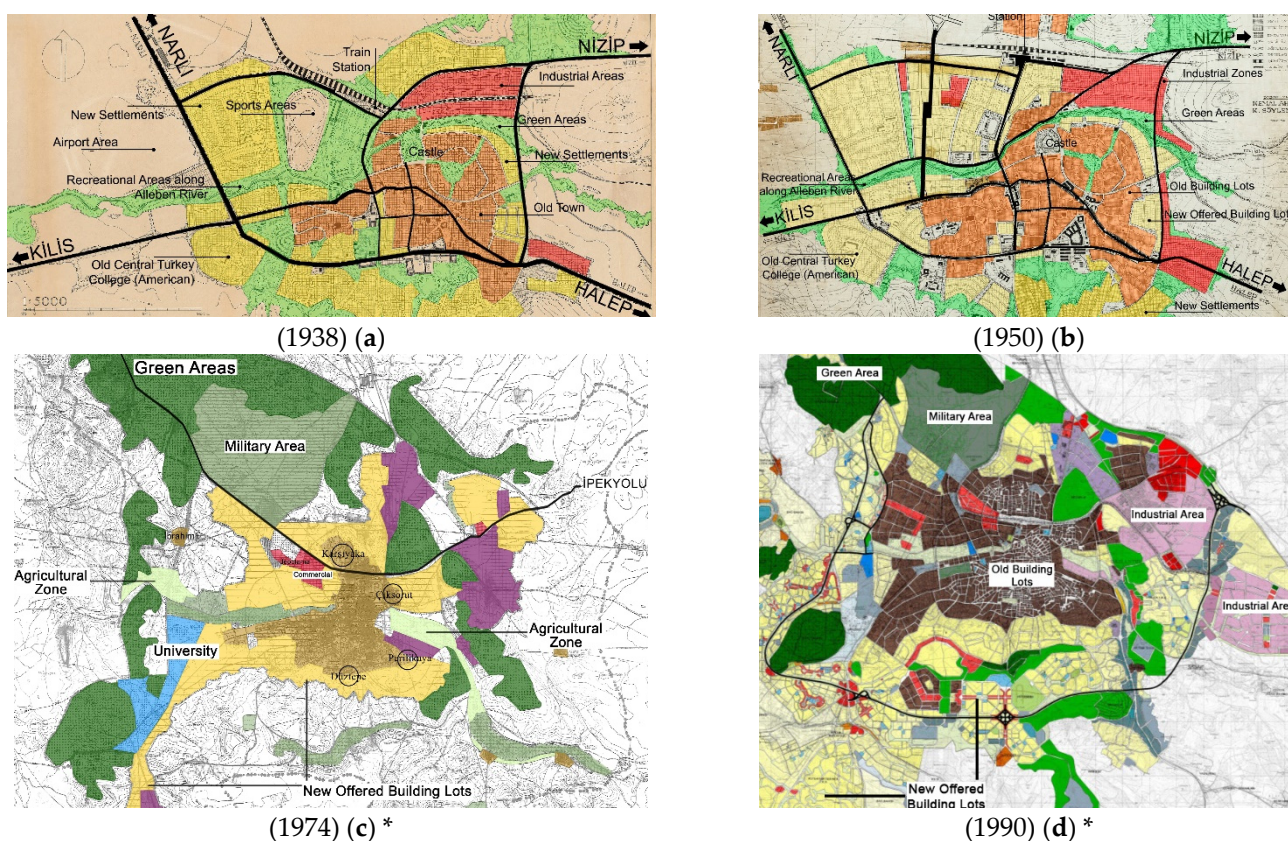 NARLI
NİZİP
Train
Station
Industrial Areas
New Settlements
Sports Areas
Green Areas
Airport Area
Castle
New Settlements
Recreational Areas along
Alleben River
Old Town
KİLİS
Old Central Turkey
College (American)
HALEP
1:5000
(1938) (a)
Station
NARLI
NİZİP
Industrial Zones
Green Areas
Castle
Recreational Areas
along Alleben River
Old Building Lots
New Offered Building Lot
KİLİS
Old Central Turkey
College (American)
HALEP
New Settlements
(1950) (b)
Green Areas
Military Area
İPEKYOLU
Karşıyaka
Commercial
Agricultural
Zone
Çıksorut
Agricultural
Zone
University
Düztepe
New Offered Building Lots
(1974) (c) *
Green Area
Military Area
Industrial Area
Old Building
Lots
Industrial Are
New Offered
Building Lots
(1990) (d) *